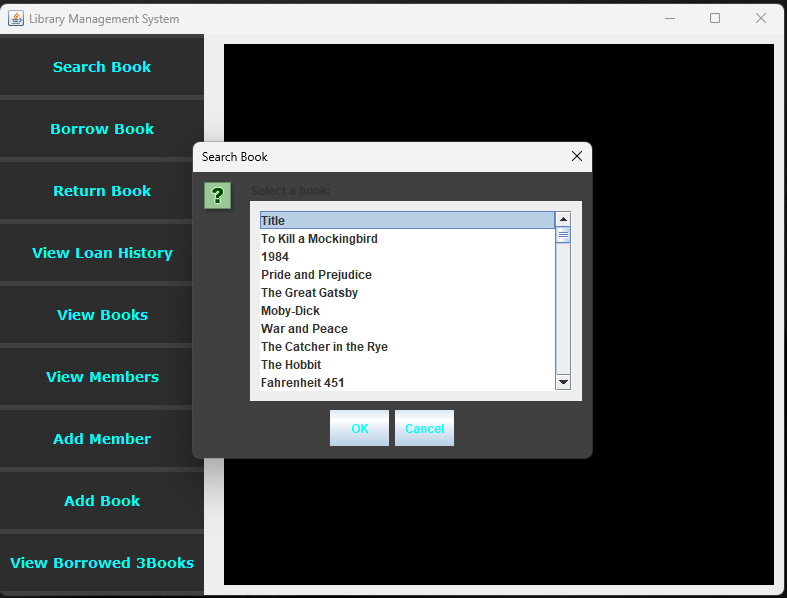 Library Management System
Search Book
Borrow Book
Return Book
View Loan History
View Books
View Members
Add Member
Add Book
View Borrowed 3Books
Search Book
?
Select a book:
Title
To Kill a Mockingbird
1984
Pride and Prejudice
The Great Gatsby
Moby-Dick
War and Peace
The Catcher in the Rye
The Hobbit
Fahrenheit 451
OK
Cancel